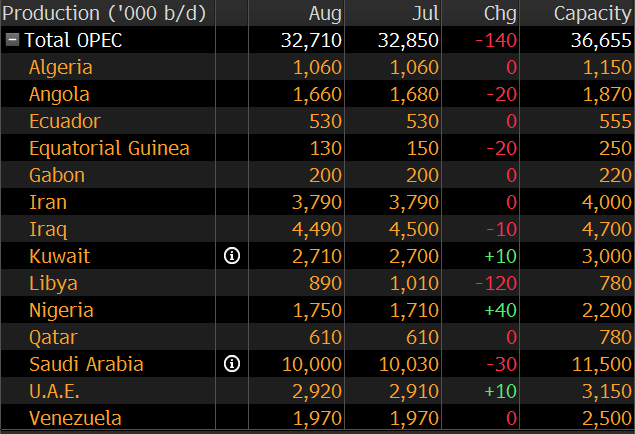 Production ('000 b/d) Aug Jul Chg Capacity
Total OPEC 32,710 32,850 -140 36,655
Algeria 1,060 1,060 0 1,150
Angola 1,660 1,680 -20 1,870
Ecuador 530 530 0 555
Equatorial Guinea 130 150 -20 250
Gabon 200 200 0 220
Iran 3,790 3,790 0 4,000
Iraq 4,490 4,500 -10 4,700
Kuwait 2,710 2,700 +10 3,000
Libya 890 1,010 -120 780
Nigeria 1,750 1,710 +40 2,200
Qatar 610 610 0 780
Saudi Arabia 10,000 10,030 -30 11,500
U.A.E. 2,920 2,910 +10 3,150
Venezuela 1,970 1,970 0 2,500